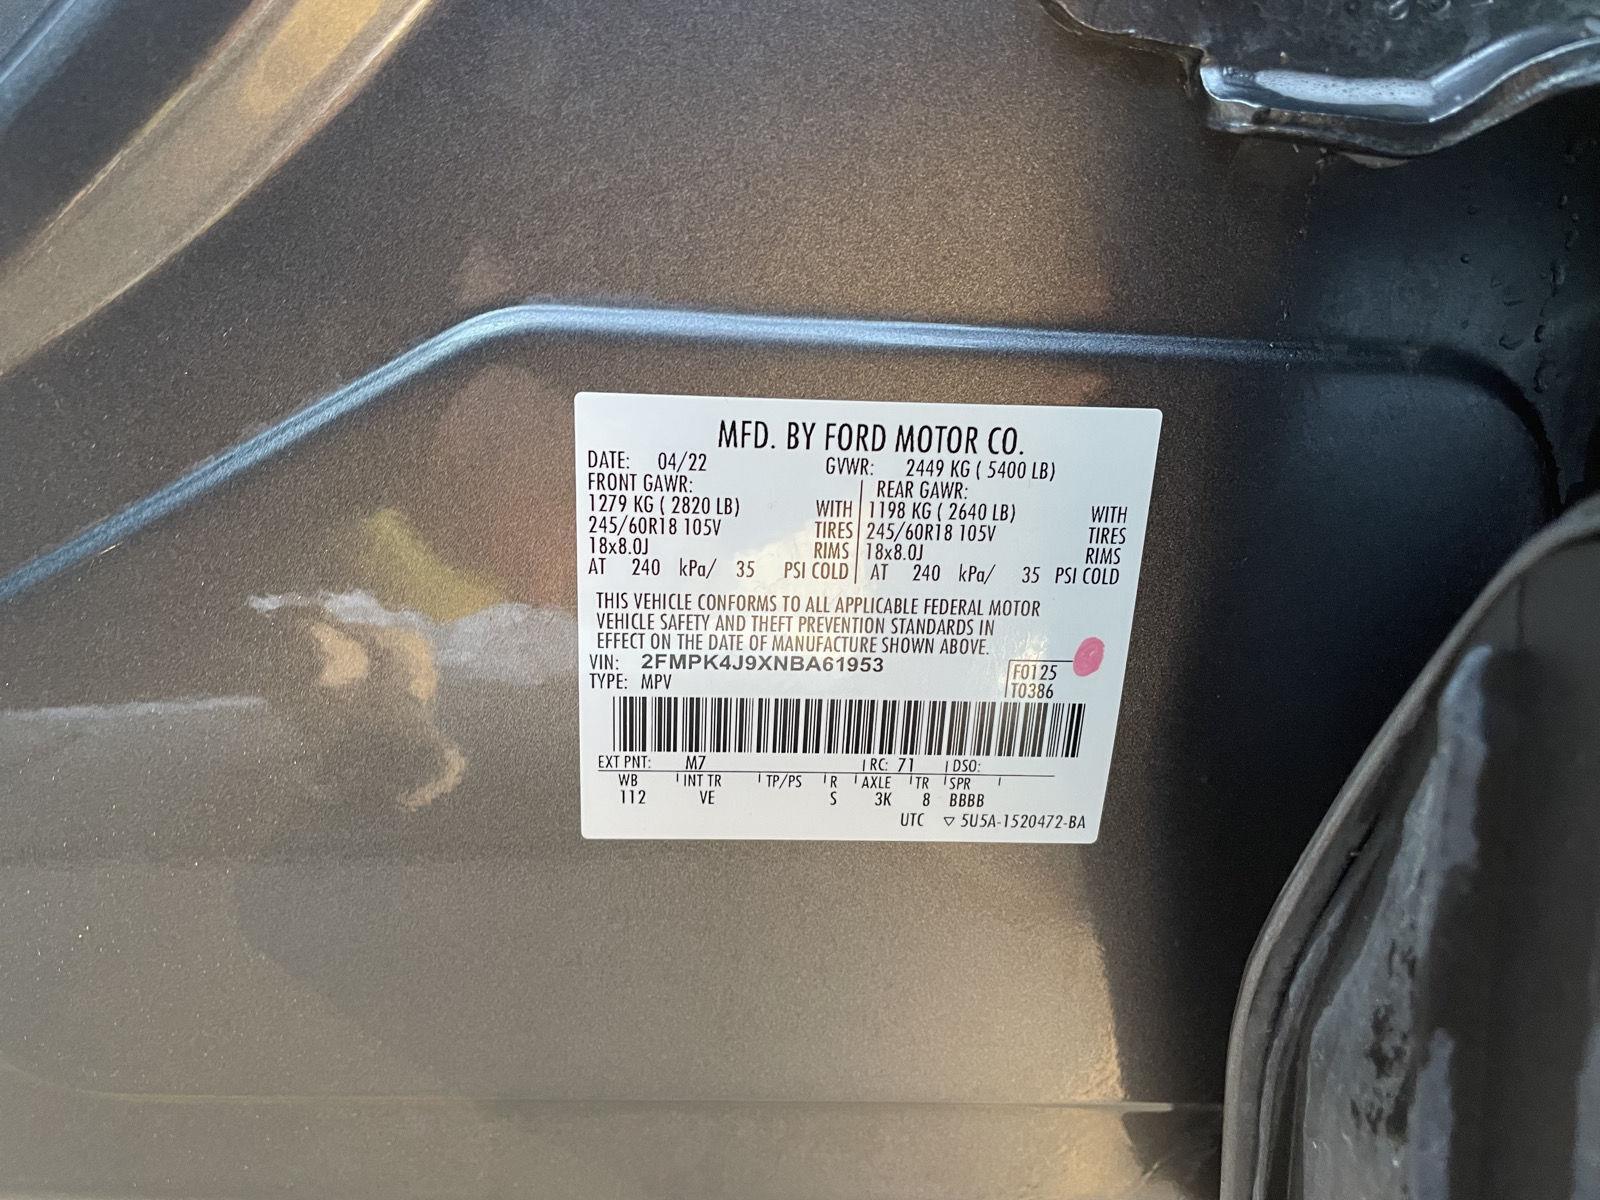 MFD. BY FORD MOTOR CO.
DATE: 04/22 GVWR: 2449 KG ( 5400 LB)
FRONT GAWR: REAR GAWR:
1279 KG ( 2820 LB) WITH 1198 KG ( 2640 LB) WITH
245/60R18 105V TIRES 245/60R18 105V TIRES
18x8.0J RIMS 18x8.0J RIMS
AT 240 kPa/ 35 PSI COLD AT 240 kPa/ 35 PSI COLD
THIS VEHICLE CONFORMS TO ALL APPLICABLE FEDERAL MOTOR
VEHICLE SAFETY AND THEFT PREVENTION STANDARDS IN
EFFECT ON THE DATE OF MANUFACTURE SHOWN ABOVE.
VIN: 2FMPK4J9XNBA61953
TYPE: MPV
F0125
T0386
EXT PNT: M7 RC: 71 DSO:
WB INT TR TP/PS R AXLE TR SPR
112 VE S 3K 8 BBBB
UTC ▽ 5U5A-1520472-BA